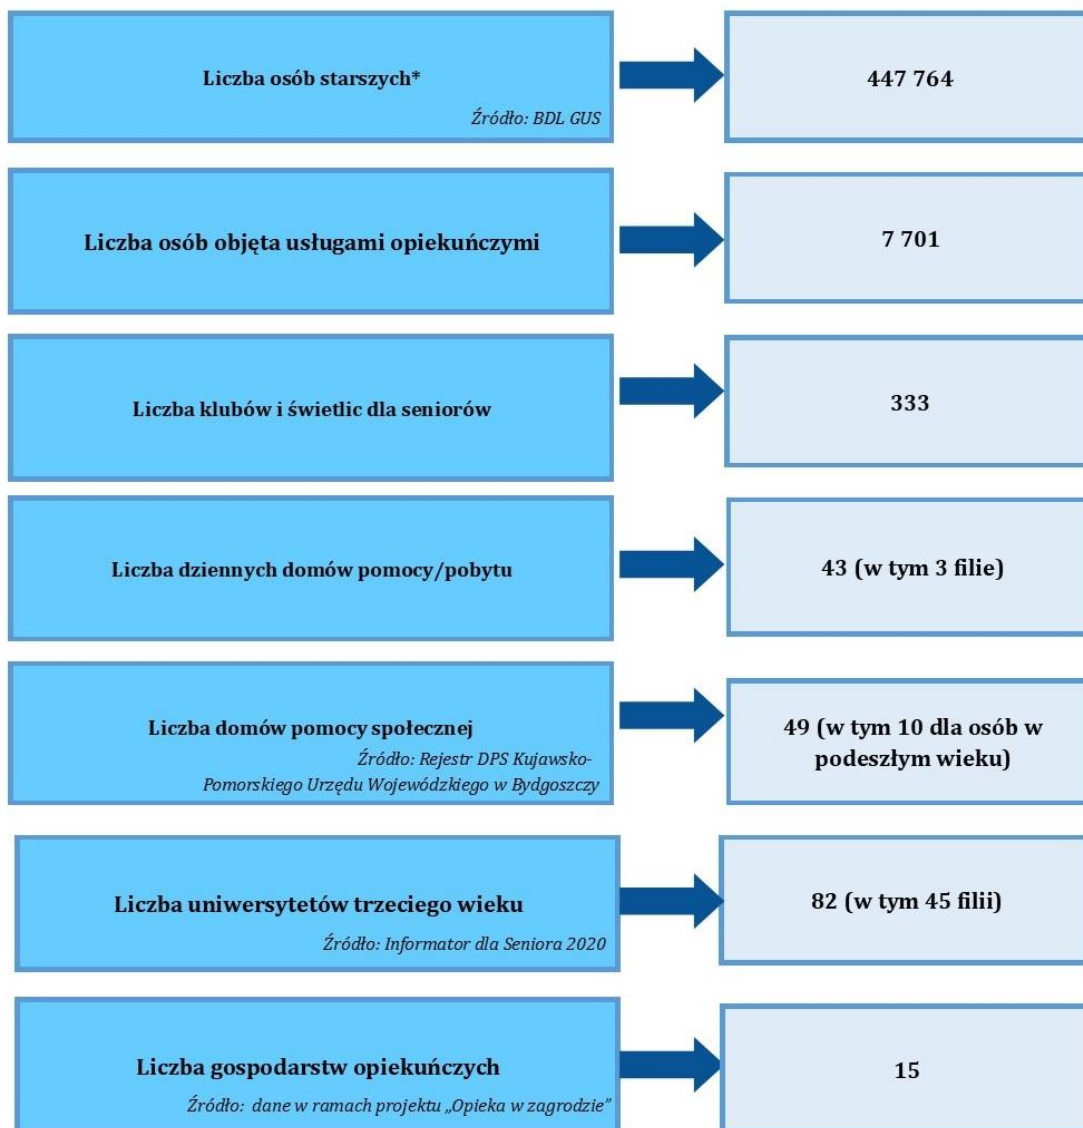 Liczba osób starszych*
Źródło: BDL GUS
447 764
Liczba osób objęta usługami opiekuńczymi
7 701
Liczba klubów i świetlic dla seniorów
333
Liczba dziennych domów pomocy/pobytu
43 (w tym 3 filie)
Liczba domów pomocy społecznej
Źródło: Rejestr DPS Kujawsko-
Pomorskiego Urzędu Wojewódzkiego w Bydgoszczy
49 (w tym 10 dla osób w
podeszłym wieku)
Liczba uniwersytetów trzeciego wieku
Źródło: Informator dla Seniora 2020
82 (w tym 45 filii)
Liczba gospodarstw opiekuńczych
Źródło: dane w ramach projektu „Opieka w zagrodzie”
15